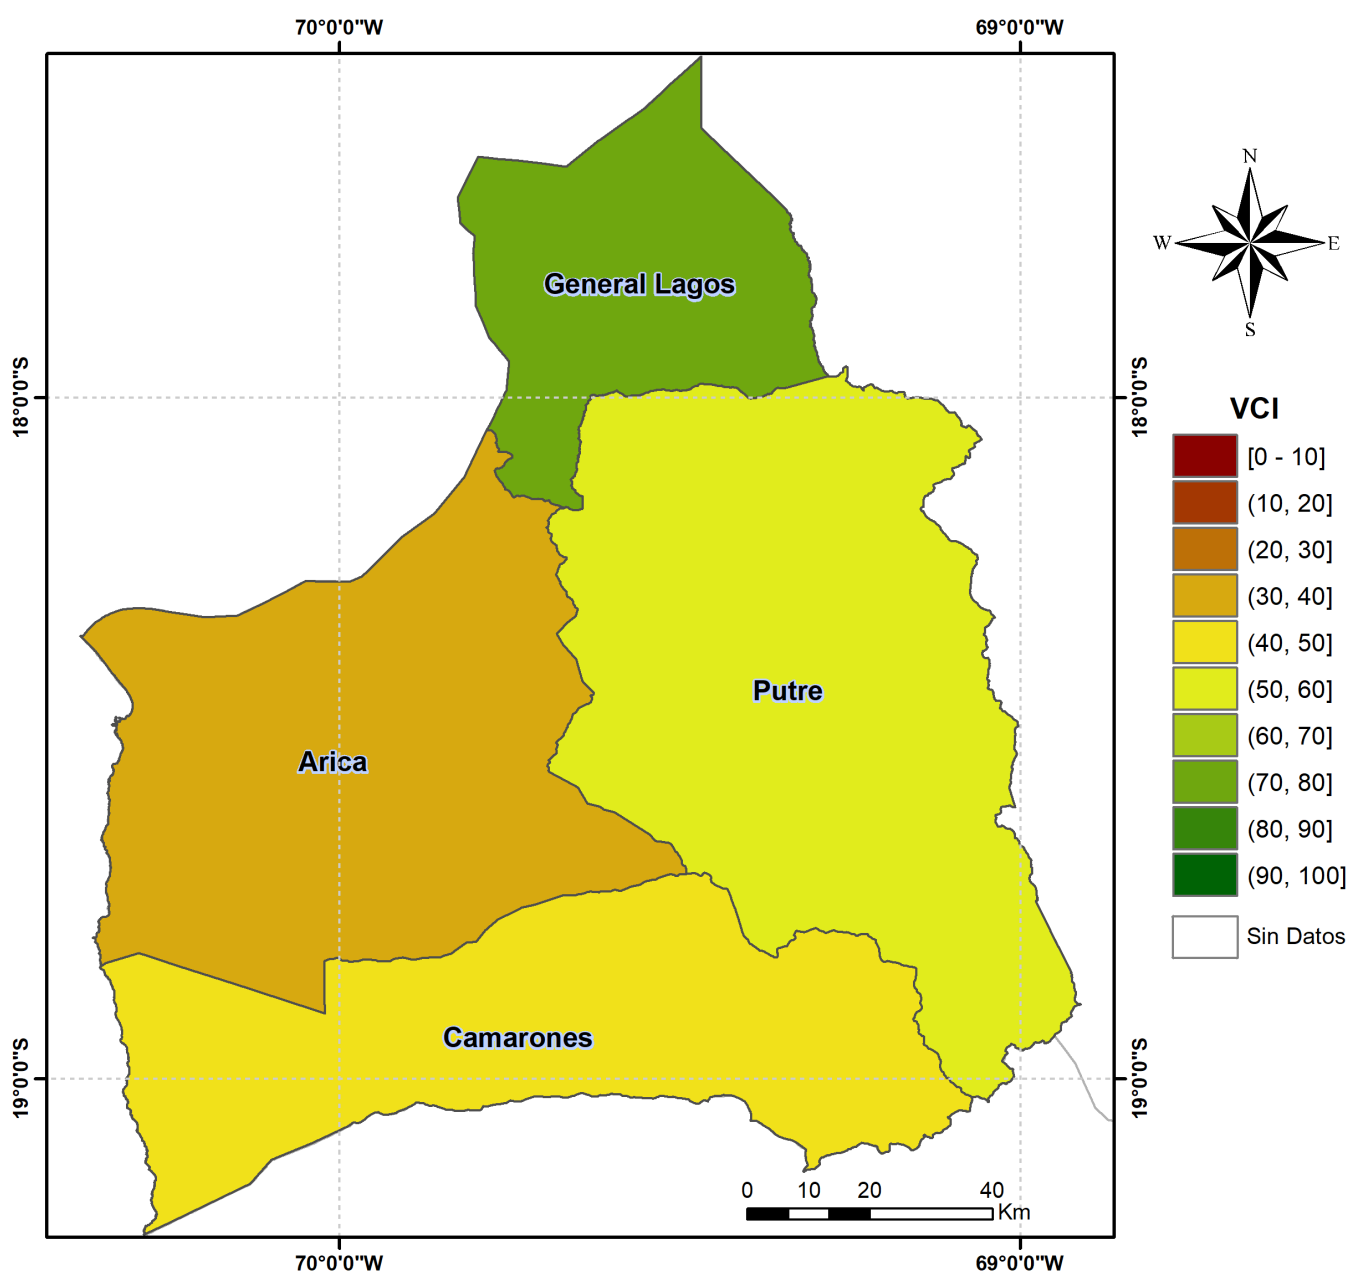 70°0'0"W
69°0'0"W
N
W
E
S
General Lagos
18°0'0"S
18°0'0"S
VCI
[0 - 10]
(10, 20]
(20, 30]
(30, 40]
(40, 50]
(50, 60]
(60, 70]
(70, 80]
(80, 90]
(90, 100]
Sin Datos
Putre
Arica
Camarones
19°0'0"S
19°0'0"S
0 10 20 40
Km
70°0'0"W
69°0'0"W